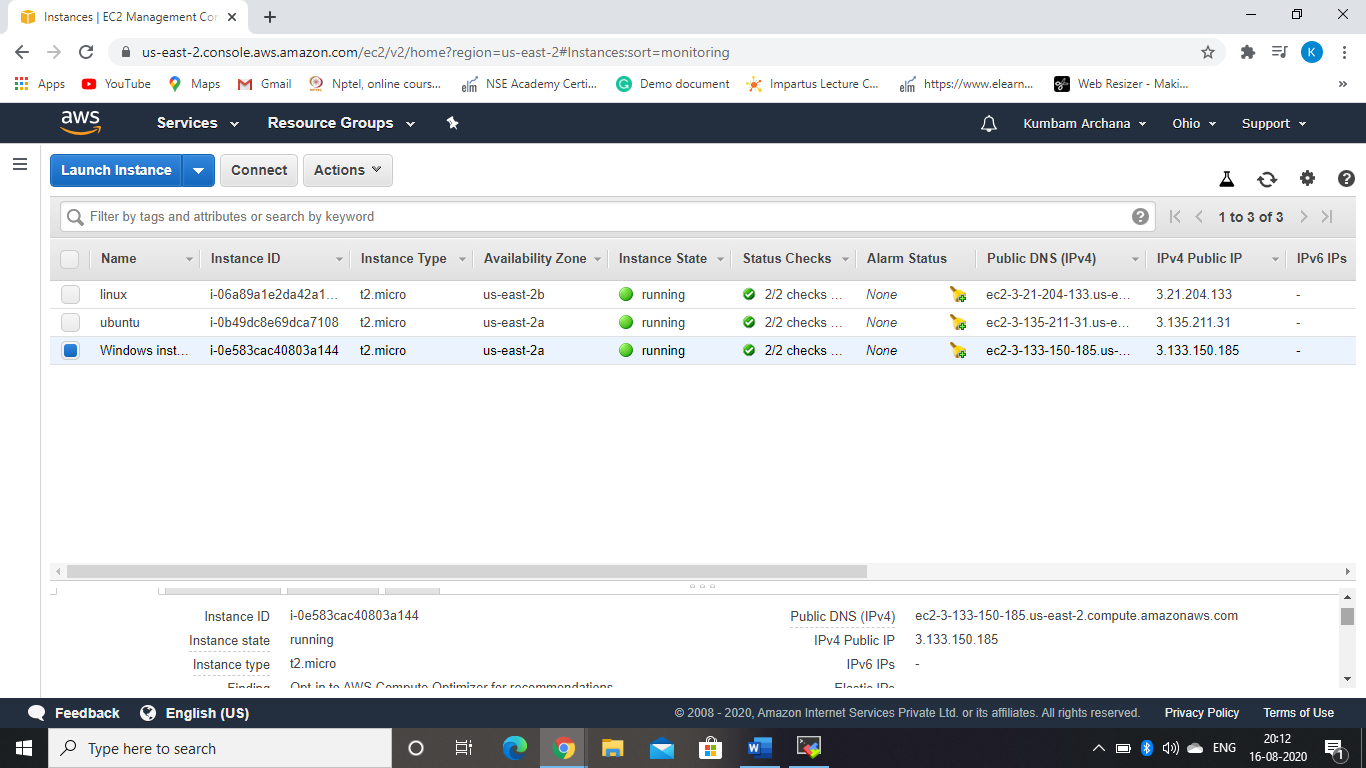 Instances | EC2 Management Con
us-east-2.console.aws.amazon.com/ec2/v2/home?region=us-east-2#Instances:sort=monitoring
K
Apps YouTube Maps Gmail Nptel, online cours... NSE Academy Certi... Demo document Impartus Lecture C... https://www.elearn... Web Resizer - Maki... »
aws Services Resource Groups Kumbam Archana Ohio Support
Launch Instance Connect Actions
Filter by tags and attributes or search by keyword 1 to 3 of 3
Name Instance ID Instance Type Availability Zone Instance State Status Checks Alarm Status Public DNS (IPv4) IPv4 Public IP IPv6 IPs
linux i-06a89a1e2da42a1... t2.micro us-east-2b running 2/2 checks ... None ec2-3-21-204-133.us-e... 3.21.204.133 -
ubuntu i-0b49dc8e69dca7108 t2.micro us-east-2a running 2/2 checks ... None ec2-3-135-211-31.us-e... 3.135.211.31 -
Windows inst... i-0e583cac40803a144 t2.micro us-east-2a running 2/2 checks ... None ec2-3-133-150-185.us-... 3.133.150.185 -
Instance ID i-0e583cac40803a144 Public DNS (IPv4) ec2-3-133-150-185.us-east-2.compute.amazonaws.com
Instance state running IPv4 Public IP 3.133.150.185
Instance type t2.micro IPv6 IPs -
Finding Opt-in to AWS Compute Optimizer for recommendations Elastic IPs
Feedback English (US) © 2008 - 2020, Amazon Internet Services Private Ltd. or its affiliates. All rights reserved. Privacy Policy Terms of Use
Type here to search ENG 20:12
16-08-2020 1